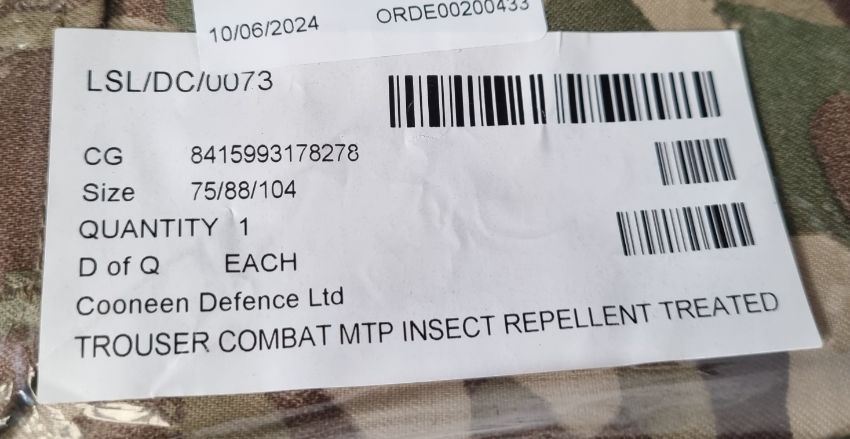 10/06/2024 ORDE00200433
LSL/DC/0073
CG 8415993178278
Size 75/88/104
QUANTITY 1
D of Q EACH
Cooneen Defence Ltd
TROUSER COMBAT MTP INSECT REPELLENT TREATED